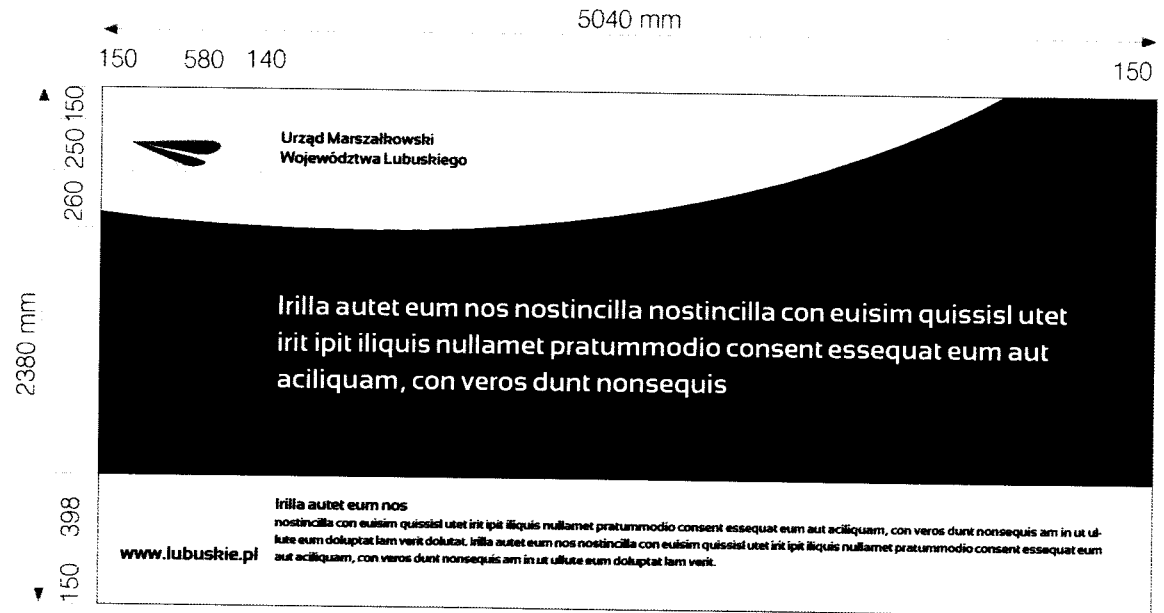 5040 mm
150 580 140 150
150
250
260
2380 mm
398
150
Urząd Marszałkowski
Województwa Lubuskiego
Irilla autet eum nos nostincilla nostincilla con euisim quissisl utet
irit ipit iliquis nullamet pratummodio consent essequat eum aut
aciliquam, con veros dunt nonsequis
Irilla autet eum nos
nostincilla con euisim quissisl utet irit ipit iliquis nullamet pratummodio consent essequat eum aut aciliquam, con veros dunt nonsequis am in ut ul-
lute eum doluptat lam verit dolutat. Irilla autet eum nos nostincilla con euisim quissisl utet irit ipit iliquis nullamet pratummodio consent essequat eum
aut aciliquam, con veros dunt nonsequis am in ut ullute eum doluptat lam verit.
www.lubuskie.pl